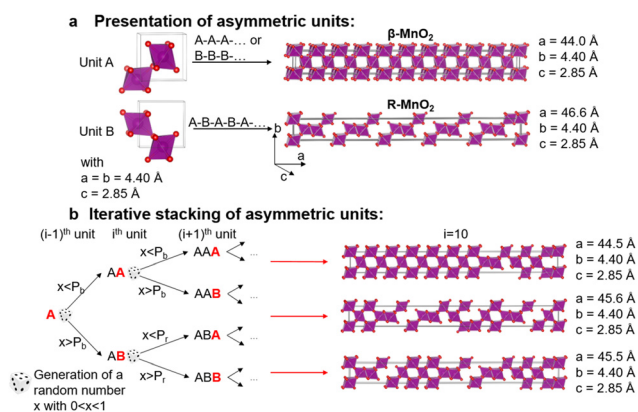 a Presentation of asymmetric units:
Unit A
A-A-A-… or
B-B-B-…
β-MnO2
a = 44.0 Å
b = 4.40 Å
c = 2.85 Å
Unit B
A-B-A-B-A-…
R-MnO2
a = 46.6 Å
b = 4.40 Å
c = 2.85 Å
with
a = b = 4.40 Å
c = 2.85 Å
b
a
c
b Iterative stacking of asymmetric units:
(i-1)th unit ith unit (i+1)th unit i=10
A
x<Pb
x>Pb
AA
AB
x<Pb
x>Pb
x<Pr
x>Pr
AAA ...
AAB ...
ABA ...
ABB ...
a = 44.5 Å
b = 4.40 Å
c = 2.85 Å
a = 45.6 Å
b = 4.40 Å
c = 2.85 Å
a = 45.5 Å
b = 4.40 Å
c = 2.85 Å
Generation of a
random number
x with 0<x<1